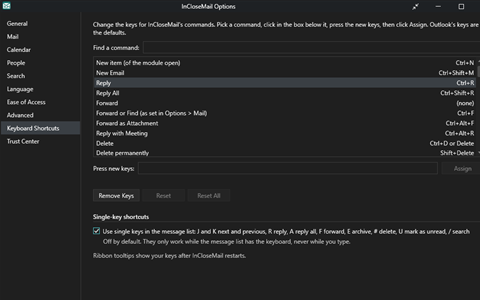 InCloseMail Options
General
Mail
Calendar
People
Search
Language
Ease of Access
Advanced
Keyboard Shortcuts
Trust Center
Change the keys for InCloseMail's commands. Pick a command, click in the box below it, press the new keys, then click Assign. Outlook's keys are
the defaults.
Find a command:
New item (of the module open) Ctrl+N
New Email Ctrl+Shift+M
Reply Ctrl+R
Reply All Ctrl+Shift+R
Forward (none)
Forward or Find (as set in Options > Mail) Ctrl+F
Forward as Attachment Ctrl+Alt+F
Reply with Meeting Ctrl+Alt+R
Delete Ctrl+D or Delete
Delete permanently Shift+Delete
Press new keys: Assign
Remove Keys Reset Reset All
Single-key shortcuts
Use single keys in the message list: J and K next and previous, R reply, A reply all, F forward, E archive, # delete, U mark as unread, / search
Off by default. They only work while the message list has the keyboard, never while you type.
Ribbon tooltips show your keys after InCloseMail restarts.